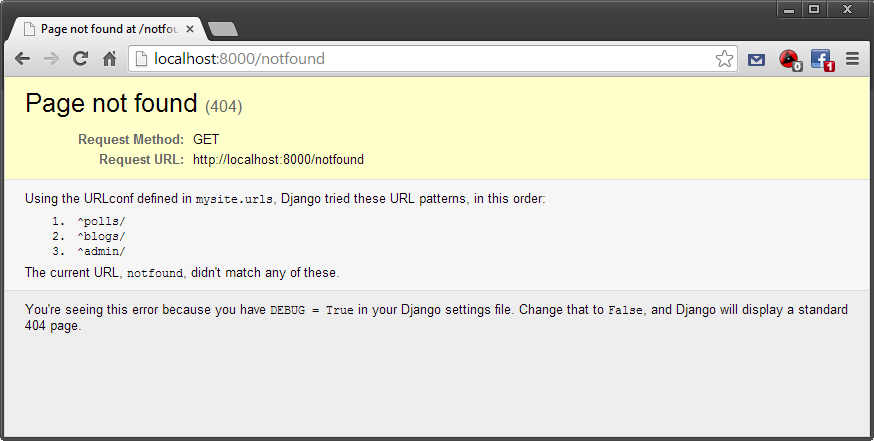 Page not found at /notfou
localhost:8000/notfound
0
1
Page not found (404)
Request Method: GET
Request URL: http://localhost:8000/notfound
Using the URLconf defined in mysite.urls, Django tried these URL patterns, in this order:
1. ^polls/
2. ^blogs/
3. ^admin/
The current URL, notfound, didn't match any of these.
You're seeing this error because you have DEBUG = True in your Django settings file. Change that to False, and Django will display a standard
404 page.